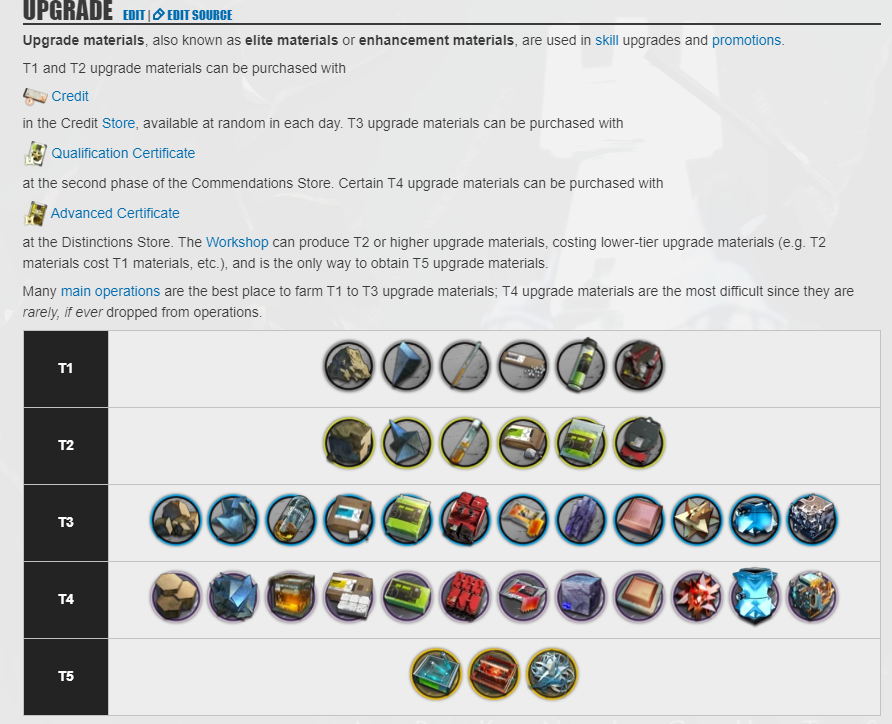 UPGRADE EDIT | EDIT SOURCE
Upgrade materials, also known as elite materials or enhancement materials, are used in skill upgrades and promotions.
T1 and T2 upgrade materials can be purchased with
Credit
in the Credit Store, available at random in each day. T3 upgrade materials can be purchased with
Qualification Certificate
at the second phase of the Commendations Store. Certain T4 upgrade materials can be purchased with
Advanced Certificate
at the Distinctions Store. The Workshop can produce T2 or higher upgrade materials, costing lower-tier upgrade materials (e.g. T2
materials cost T1 materials, etc.), and is the only way to obtain T5 upgrade materials.
Many main operations are the best place to farm T1 to T3 upgrade materials; T4 upgrade materials are the most difficult since they are
rarely, if ever dropped from operations.
T1
T2
T3
T4
T5